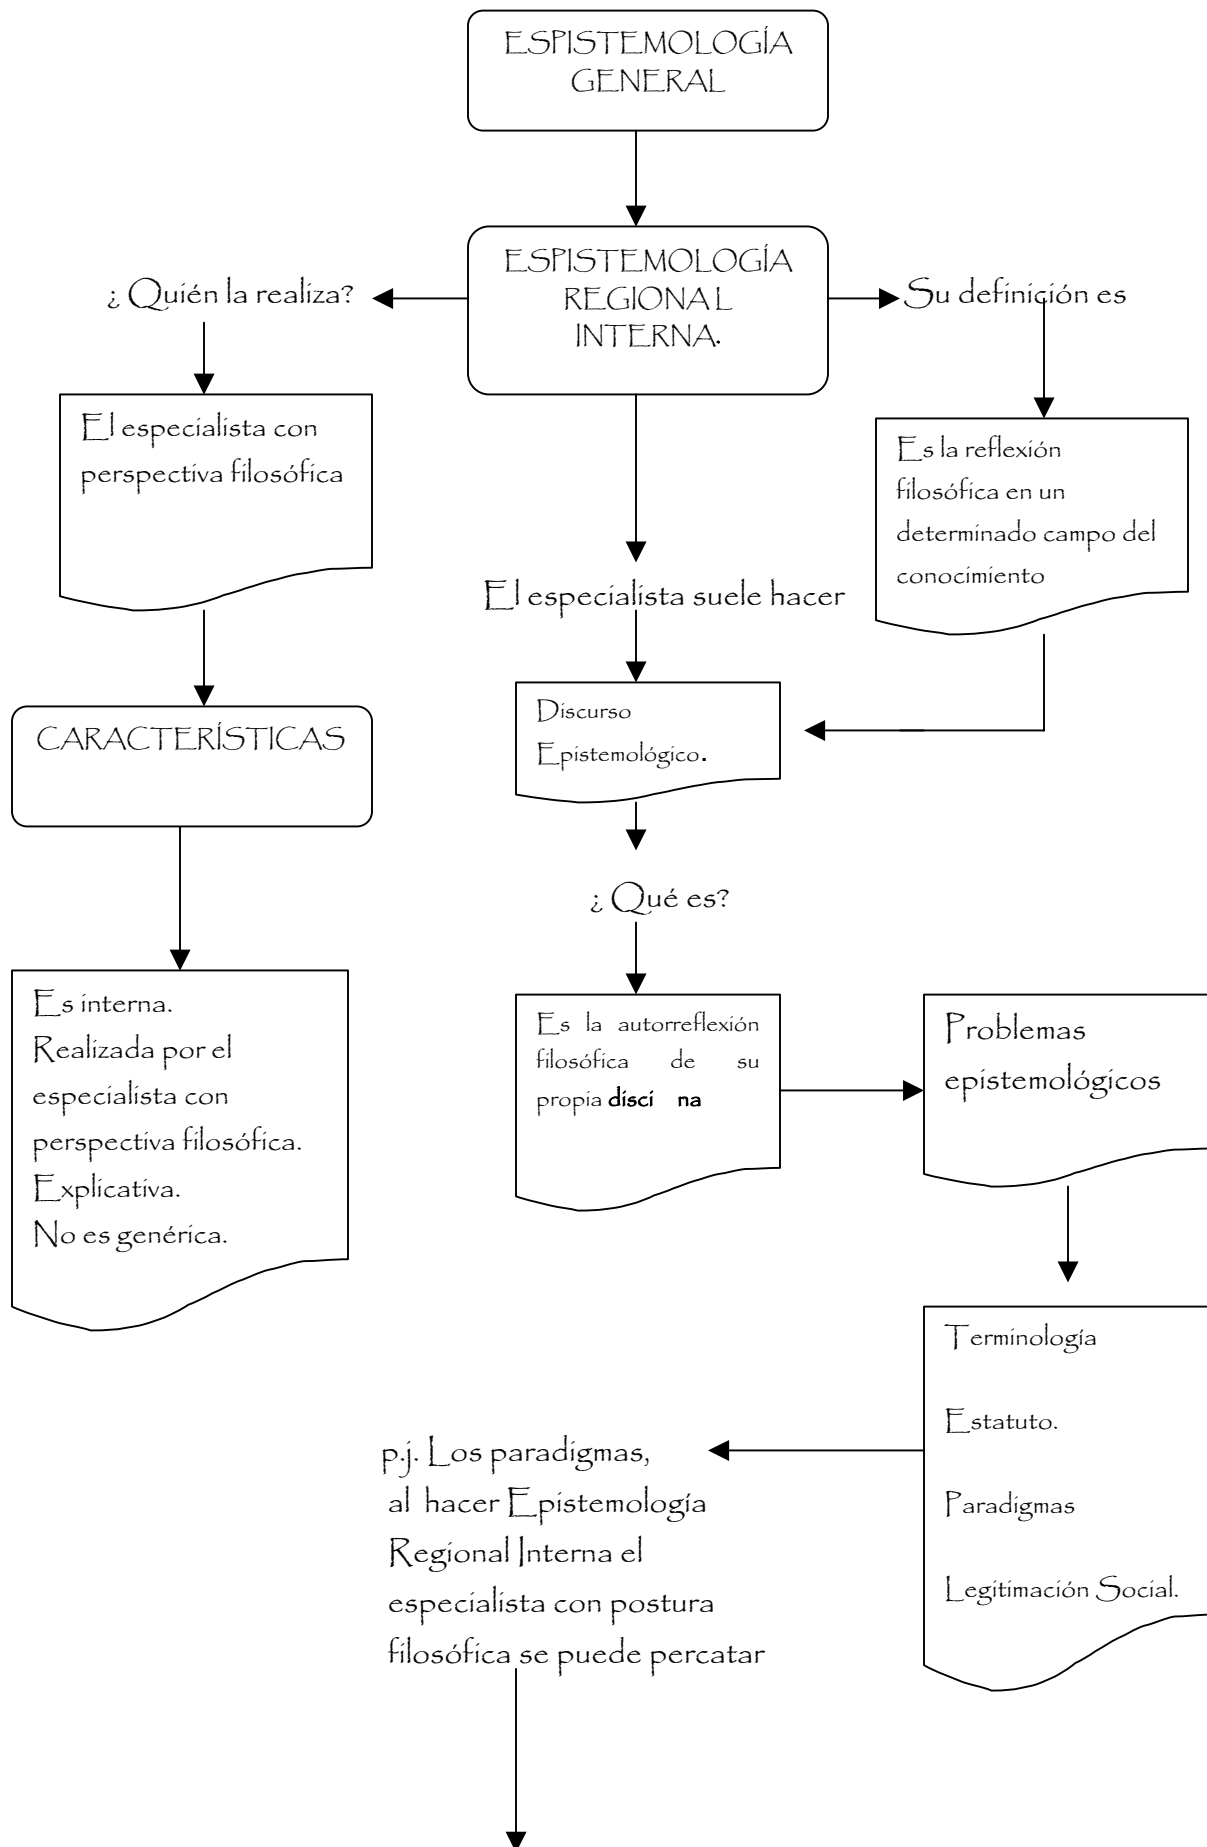 ESPISTEMOLOGÍA
GENERAL
ESPISTEMOLOGÍA
REGIONAL
INTERNA.
¿ Quién la realiza?
Su definición es
El especialista con
perspectiva filosófica
Es la reflexión
filosófica en un
determinado campo del
conocimiento
El especialista suele hacer
CARACTERÍSTICAS
Discurso
Epistemológico.
¿ Qué es?
Es interna.
Realizada por el
especialista con
perspectiva filosófica.
Explicativa.
No es genérica.
Es la autorreflexión
filosófica de su
propia disci na
Problemas
epistemológicos
Terminología
Estatuto.
Paradigmas
Legitimación Social.
p.j. Los paradigmas,
al hacer Epistemología
Regional Interna el
especialista con postura
filosófica se puede percatar